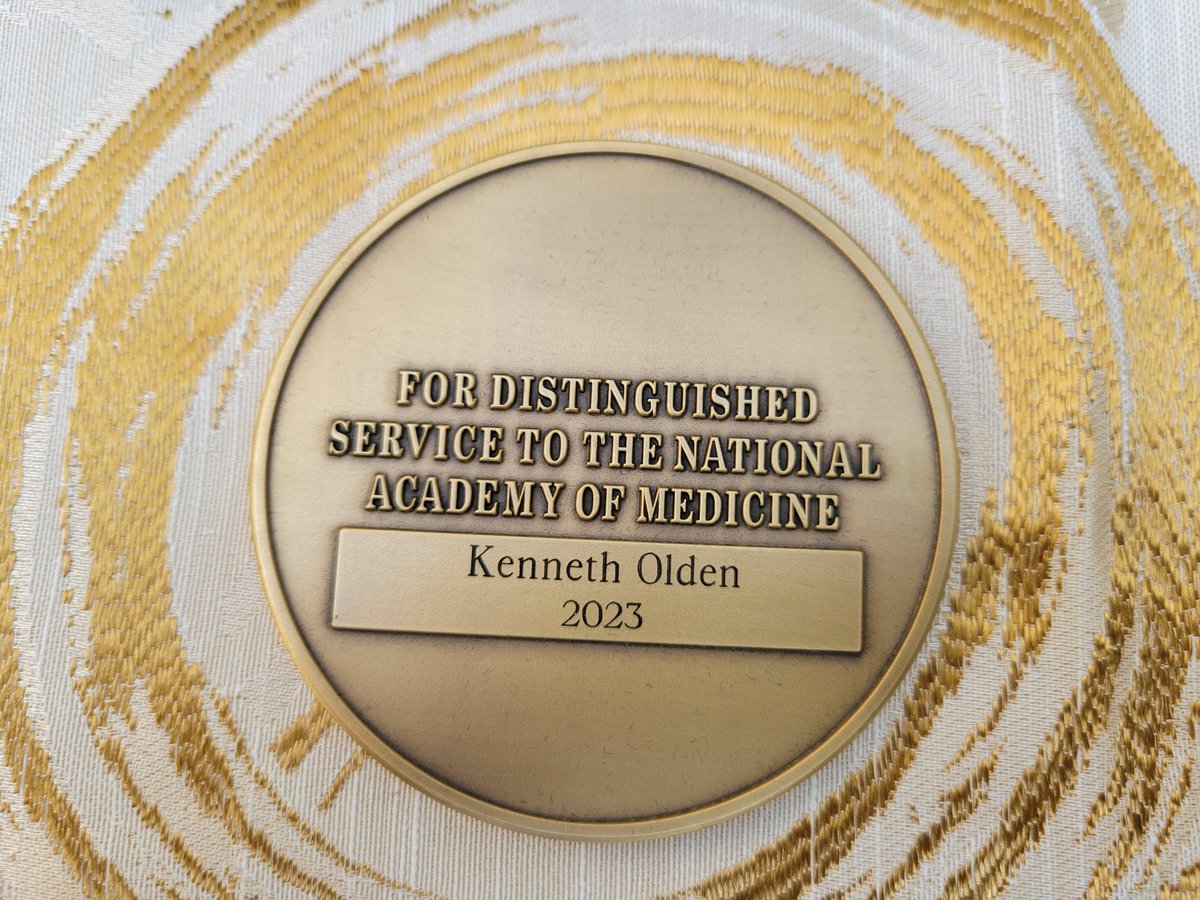 FOR DISTINGUISHED
SERVICE TO THE NATIONAL
ACADEMY OF MEDICINE
Kenneth Olden
2023